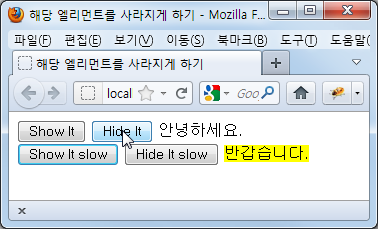 해당 엘리먼트를 사라지게 하기 - Mozilla F...
파일(F) 편집(E) 보기(V) 이동(S) 북마크(B) 도구(T) 도움말(
해당 엘리먼트를 사라지게 하기
local Goo
Show It Hide It 안녕하세요.
Show It slow Hide It slow 반갑습니다.